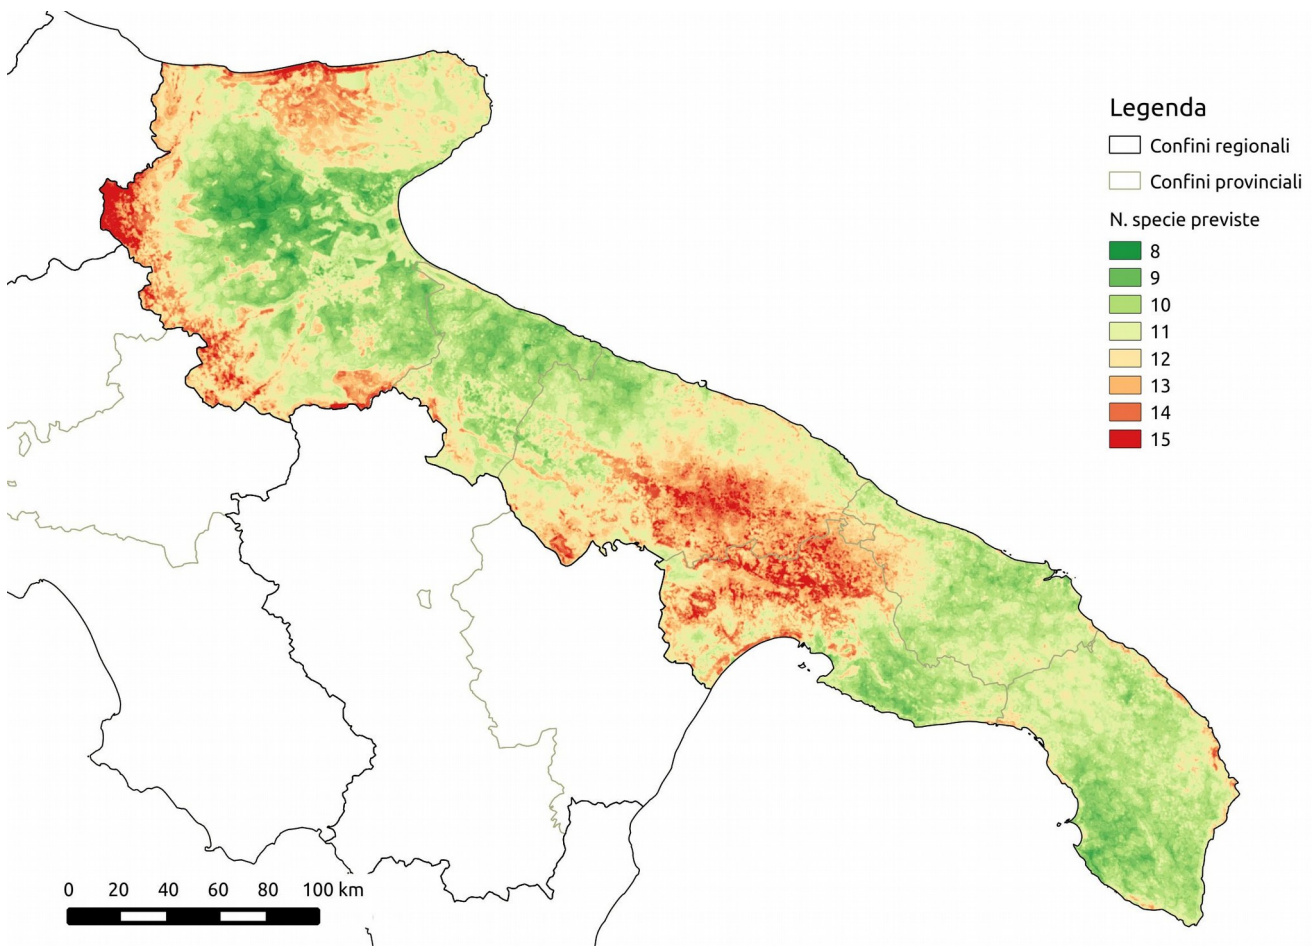 Legenda
Confini regionali
Confini provinciali
N. specie previste
8
9
10
11
12
13
14
15
0 20 40 60 80 100 km